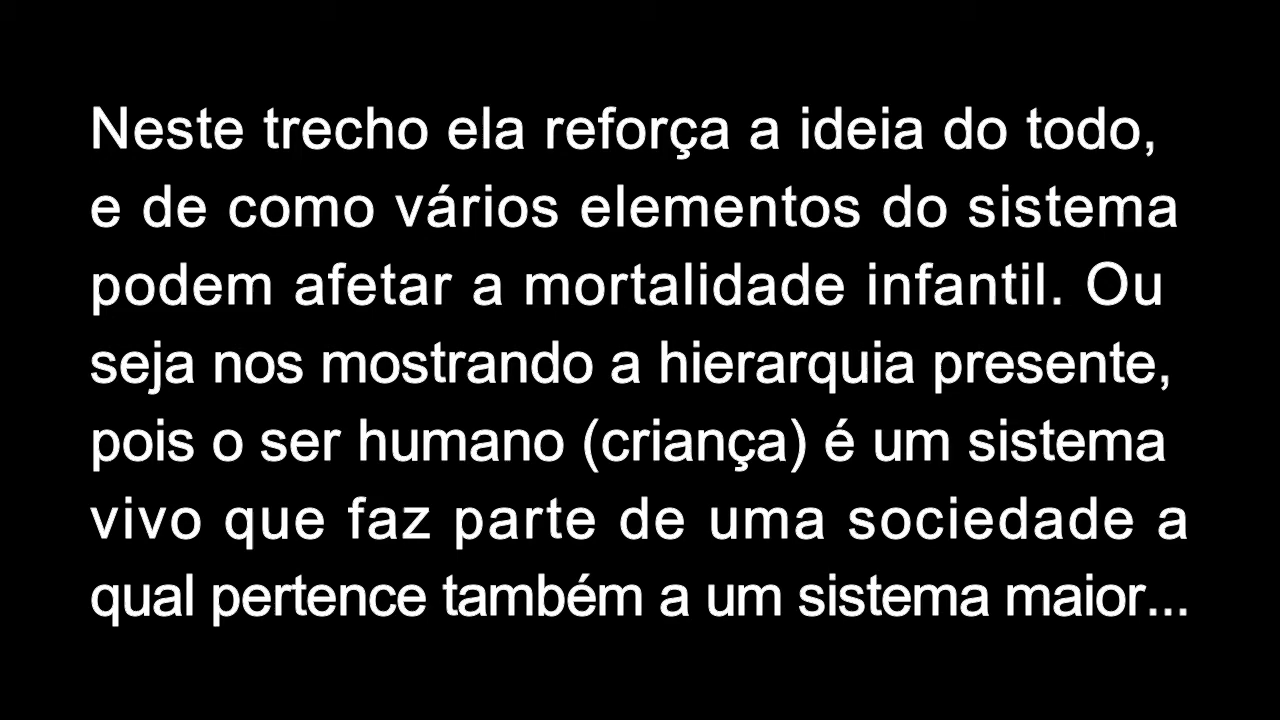 Neste trecho ela reforça a ideia do todo,
e de como vários elementos do sistema
podem afetar a mortalidade infantil. Ou
seja nos mostrando a hierarquia presente,
pois o ser humano (criança) é um sistema
vivo que faz parte de uma sociedade a
qual pertence também a um sistema maior...